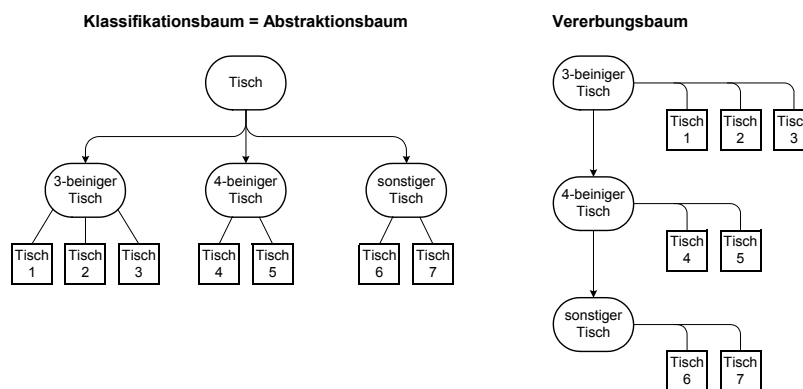 Klassifikationsbaum = Abstraktionsbaum
Tisch
3-beiniger
Tisch
4-beiniger
Tisch
sonstiger
Tisch
Tisch
1
Tisch
2
Tisch
3
Tisch
4
Tisch
5
Tisch
6
Tisch
7
Vererbungsbaum
3-beiniger
Tisch
Tisch
1
Tisch
2
Tisch
3
4-beiniger
Tisch
Tisch
4
Tisch
5
sonstiger
Tisch
Tisch
6
Tisch
7